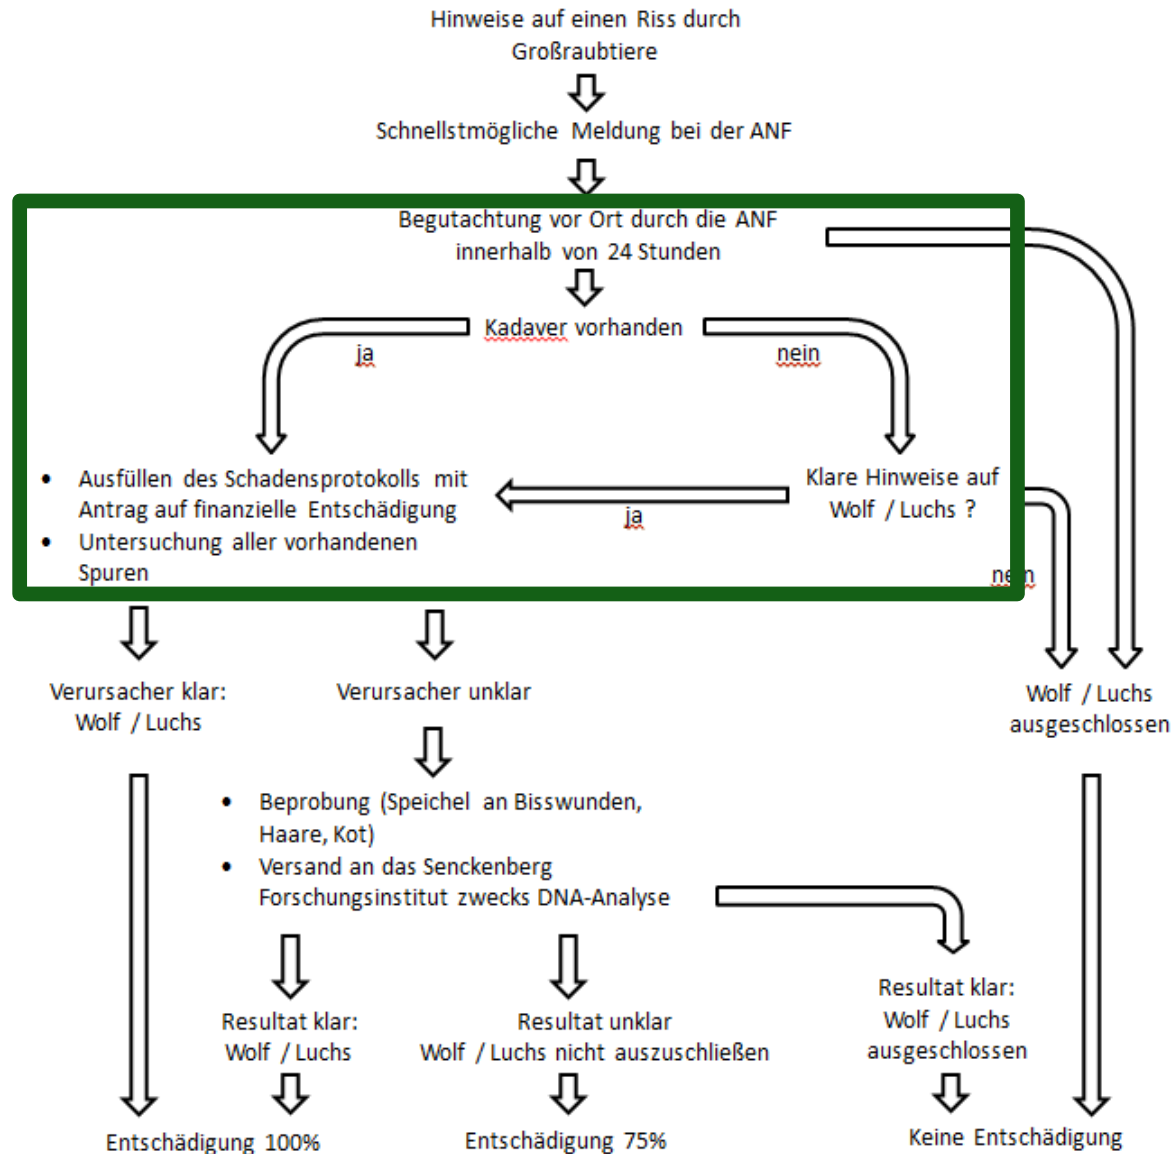 Hinweise auf einen Riss durch
Großraubtiere
Schnellstmögliche Meldung bei der ANF
Begutachtung vor Ort durch die ANF
innerhalb von 24 Stunden
Kadaver vorhanden
ja
nein
• Ausfüllen des Schadensprotokolls mit
Antrag auf finanzielle Entschädigung
• Untersuchung aller vorhandenen
Spuren
ja
Klare Hinweise auf
Wolf / Luchs ?
nein
Verursacher klar:
Wolf / Luchs
Verursacher unklar
Wolf / Luchs
ausgeschlossen
• Beprobung (Speichel an Bisswunden,
Haare, Kot)
• Versand an das Senckenberg
Forschungsinstitut zwecks DNA-Analyse
Resultat klar:
Wolf / Luchs
Resultat unklar
Wolf / Luchs nicht auszuschließen
Resultat klar:
Wolf / Luchs
ausgeschlossen
Entschädigung 100%
Entschädigung 75%
Keine Entschädigung